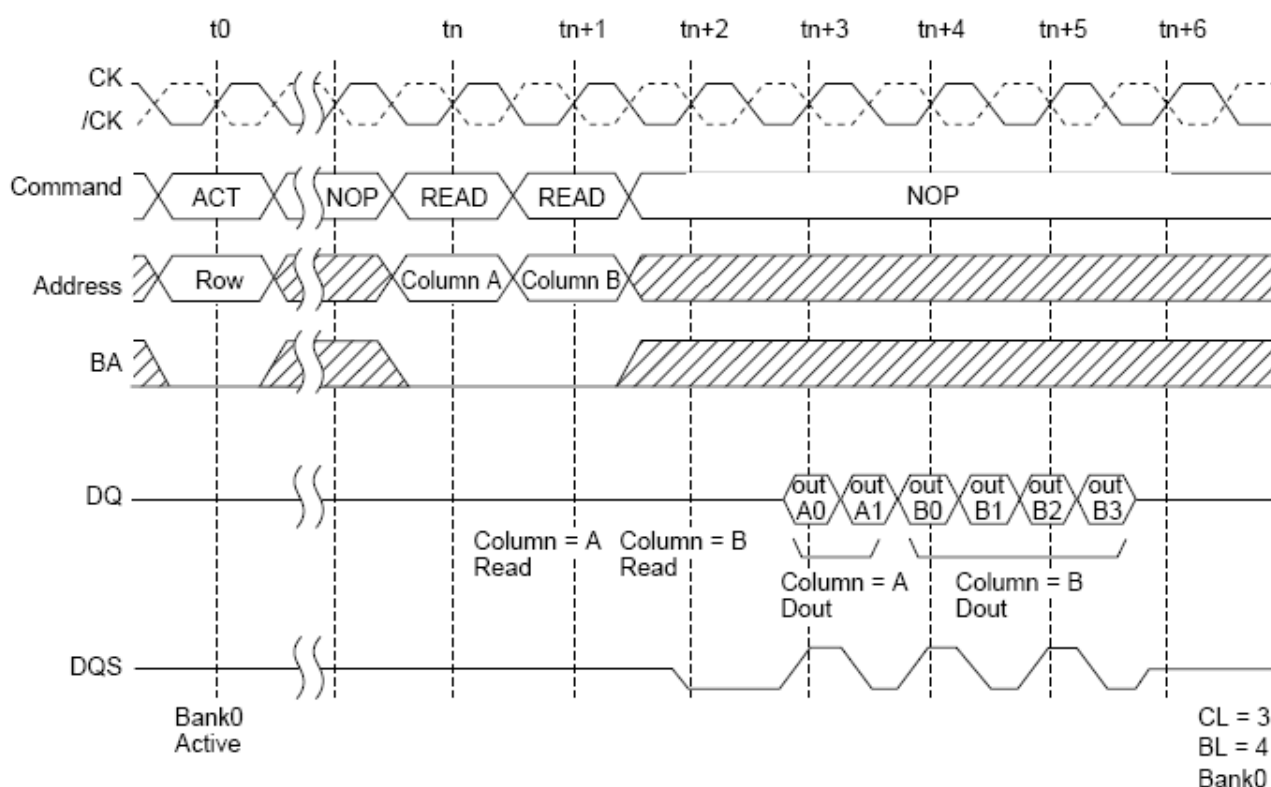 t0 tn tn+1 tn+2 tn+3 tn+4 tn+5 tn+6
CK
/CK
Command ACT NOP READ READ NOP
Address Row Column A Column B
BA
DQ out A0 out A1 out B0 out B1 out B2 out B3
Column = A Read
Column = B Read
Column = A Dout
Column = B Dout
DQS
Bank0
Active
CL = 3
BL = 4
Bank0